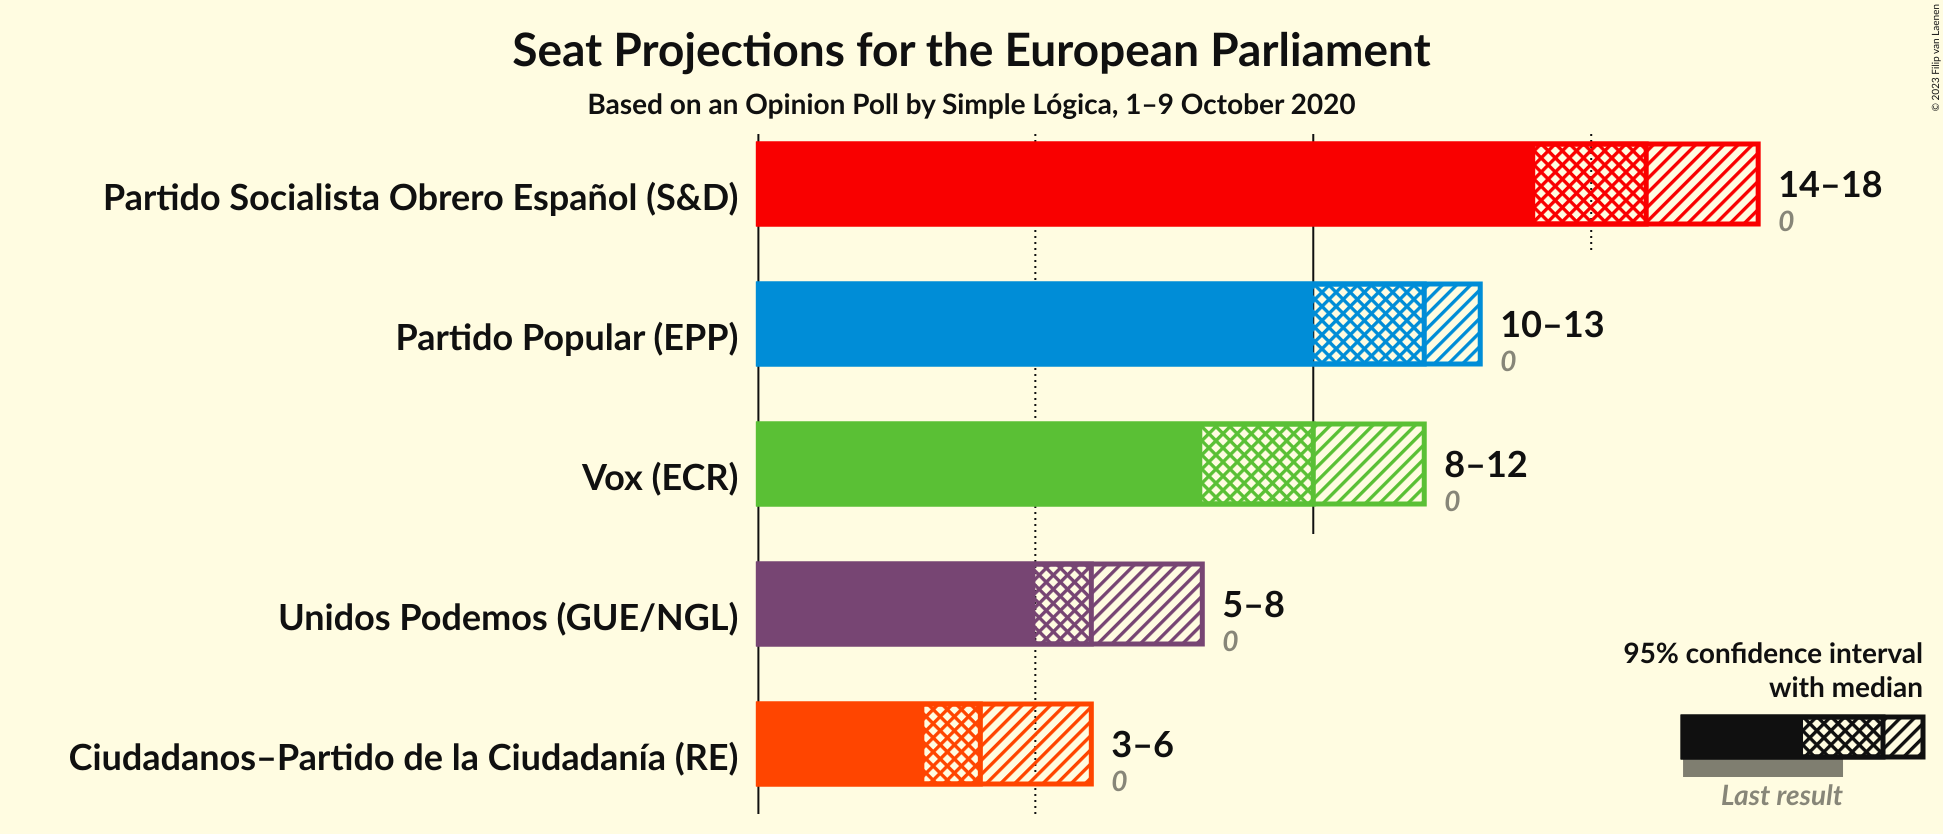 Seat Projections for the European Parliament
Based on an Opinion Poll by Simple Lógica, 1–9 October 2020
© 2023 Filip van Laenen
Partido Socialista Obrero Español (S&D)
14–18
0
Partido Popular (EPP)
10–13
0
Vox (ECR)
8–12
0
Unidos Podemos (GUE/NGL)
5–8
0
Ciudadanos–Partido de la Ciudadanía (RE)
3–6
0
95% confidence interval
with median
Last result